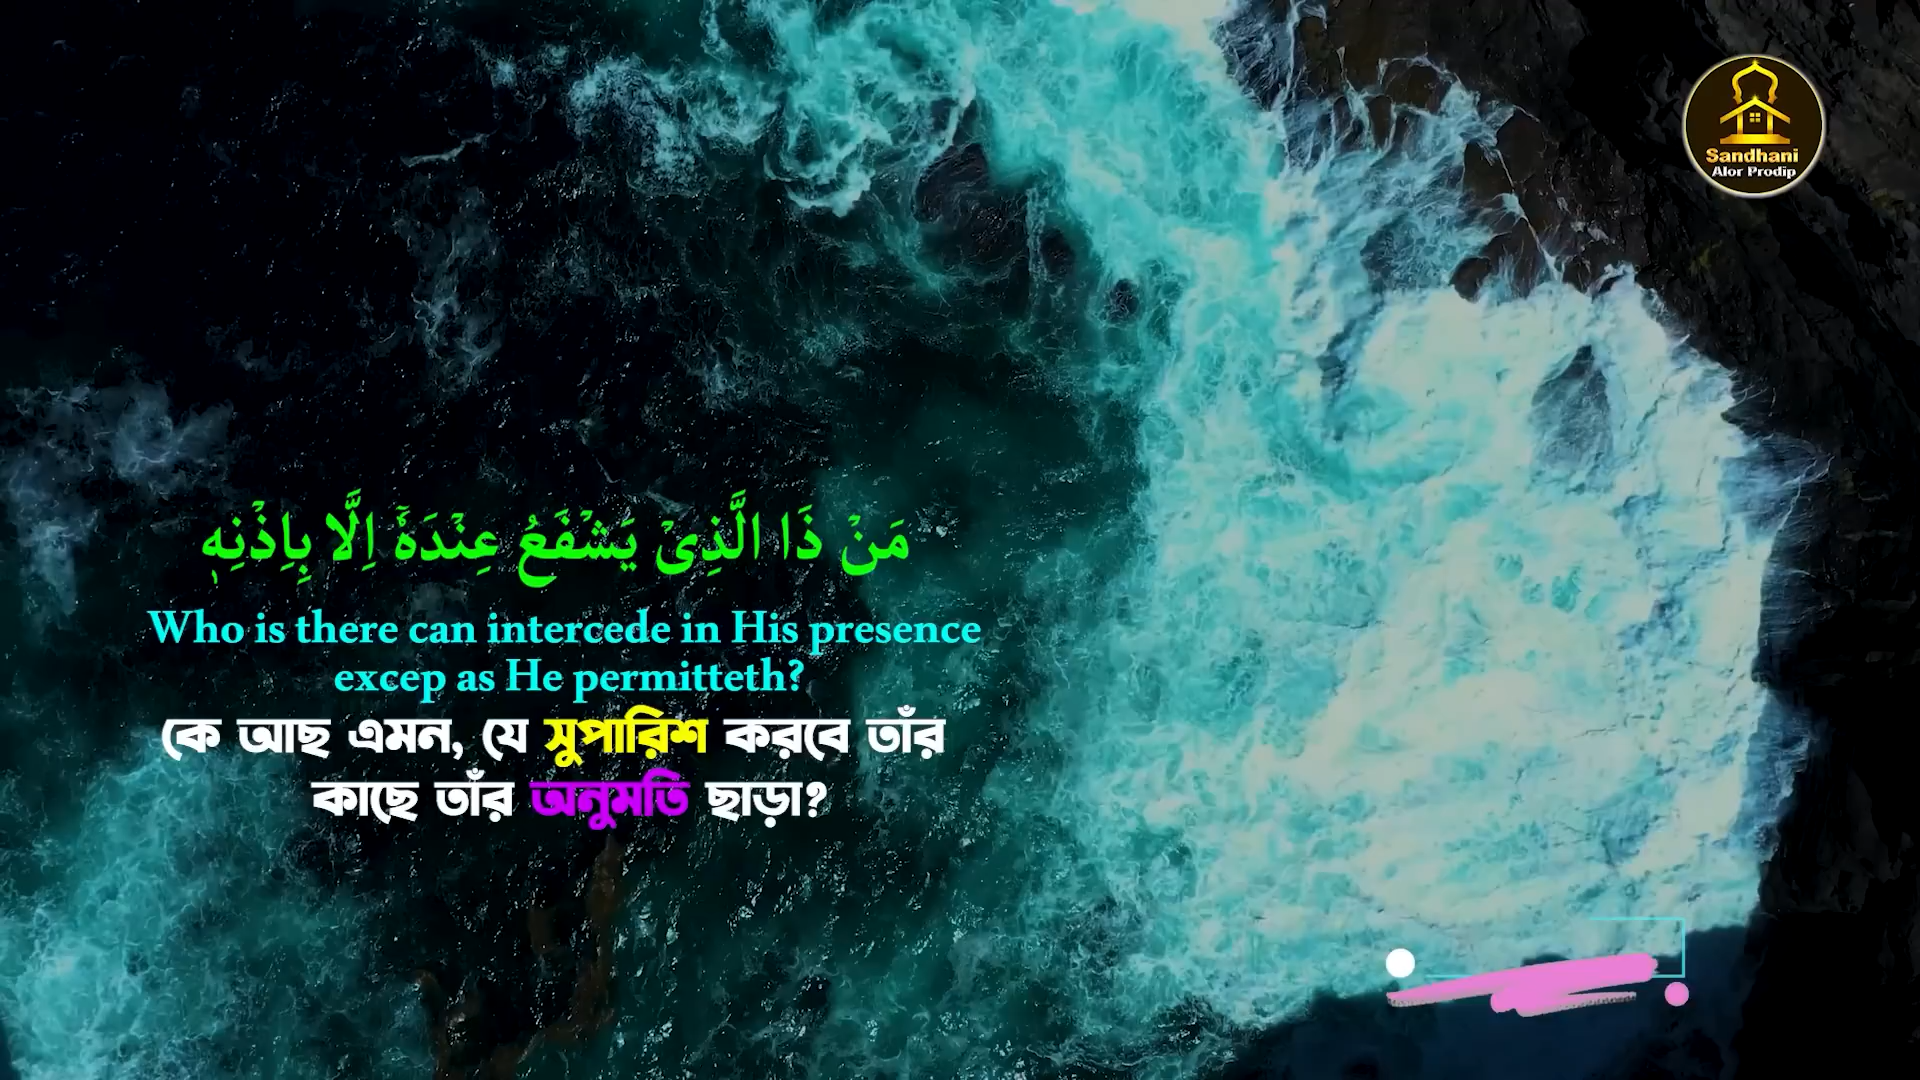 Sandhani
Alor Prodip
مَنْ ذَا الَّذِیْ یَشْفَعُ عِنْدَهٗۤ اِلَّا بِاِذْنِهٖ
Who is there can intercede in His presence
excep as He permitteth?
কে আছ এমন, যে সুপারিশ করবে তাঁর
কাছে তাঁর অনুমতি ছাড়া?